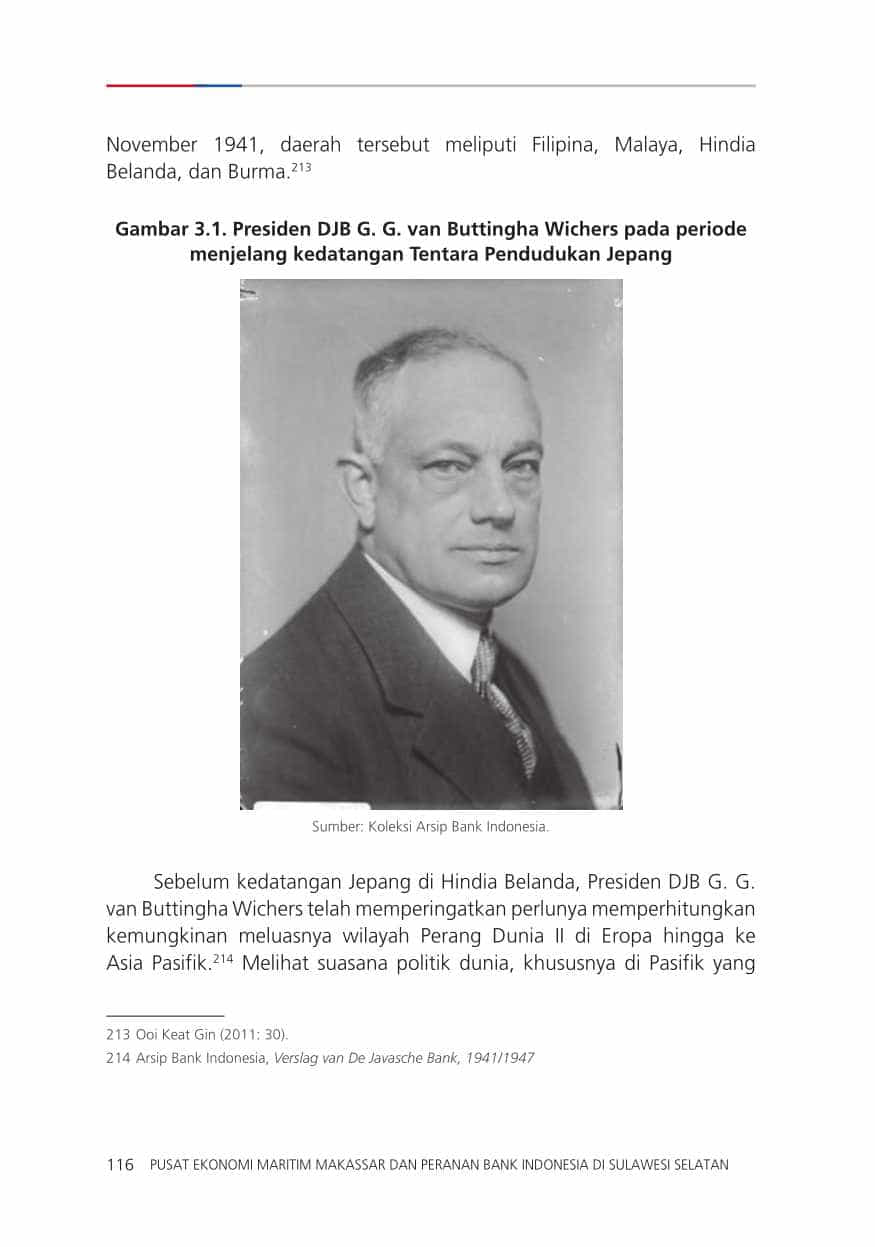 November 1941, daerah tersebut meliputi Filipina, Malaya, Hindia
Belanda, dan Burma.213
Gambar 3.1. Presiden DJB G. G. van Buttingha Wichers pada periode
menjelang kedatangan Tentara Pendudukan Jepang
Sumber: Koleksi Arsip Bank Indonesia.
Sebelum kedatangan Jepang di Hindia Belanda, Presiden DJB G. G.
van Buttingha Wichers telah memperingatkan perlunya memperhitungkan
kemungkinan meluasnya wilayah Perang Dunia II di Eropa hingga ke
Asia Pasifik.214 Melihat suasana politik dunia, khususnya di Pasifik yang
213 Ooi Keat Gin (2011: 30).
214 Arsip Bank Indonesia, Verslag van De Javasche Bank, 1941/1947
116 PUSAT EKONOMI MARITIM MAKASSAR DAN PERANAN BANK INDONESIA DI SULAWESI SELATAN